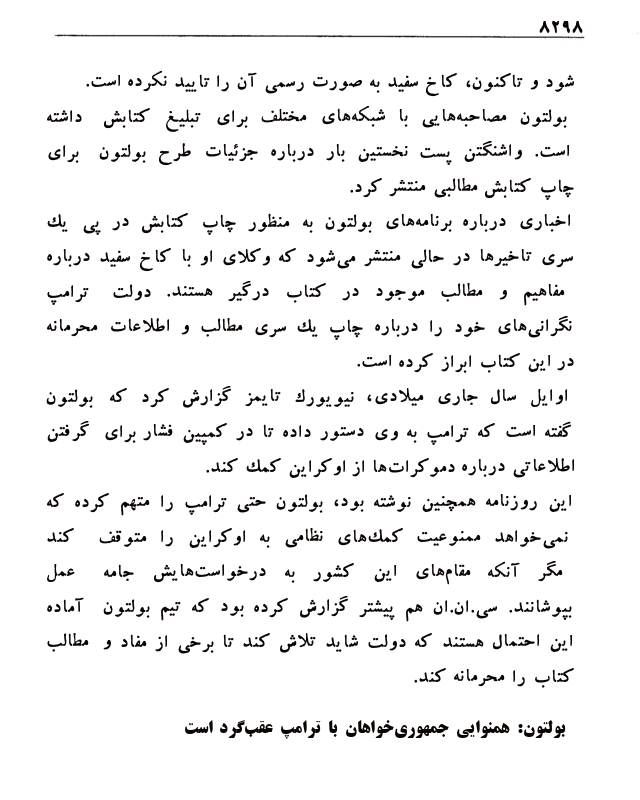 ۸۲۹۸
شود و تاکنون، کاخ سفید به صورت رسمی آن را تایید نکرده است.
بولتون مصاحبه‌هایی با شبکه‌های مختلف برای تبلیغ کتابش داشته
است. واشنگتن پست نخستین بار درباره جزئیات طرح بولتون برای
چاپ کتابش مطالبی منتشر کرد.
اخباری درباره برنامه‌های بولتون به منظور چاپ کتابش در پی یك
سری تاخیرها در حالی منتشر می‌شود که وکلای او با کاخ سفید درباره
مفاهیم و مطالب موجود در کتاب درگیر هستند. دولت ترامپ
نگرانی‌های خود را درباره چاپ یك سری مطالب و اطلاعات محرمانه
در این کتاب ابراز کرده است.
اوایل سال جاری میلادی، نیویورك تایمز گزارش کرد که بولتون
گفته است که ترامپ به وی دستور داده تا در کمپین فشار برای گرفتن
اطلاعاتی درباره دموکرات‌ها از اوکراین کمك کند.
این روزنامه همچنین نوشته بود، بولتون حتی ترامپ را متهم کرده که
نمی‌خواهد ممنوعیت کمك‌های نظامی به اوکراین را متوقف کند
مگر آنکه مقام‌های این کشور به درخواست‌هایش جامه عمل
بپوشانند. سی.ان.ان هم پیشتر گزارش کرده بود که تیم بولتون آماده
این احتمال هستند که دولت شاید تلاش کند تا برخی از مفاد و مطالب
کتاب را محرمانه کند.
بولتون: همنوایی جمهوری‌خواهان با ترامپ عقب‌گرد است